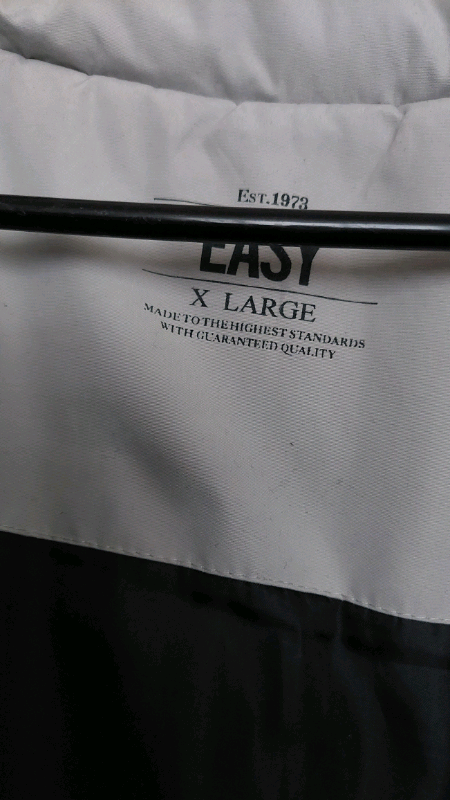 EST.1973
EASY
X LARGE
MADE TO THE HIGHEST STANDARDS
WITH GUARANTEED QUALITY